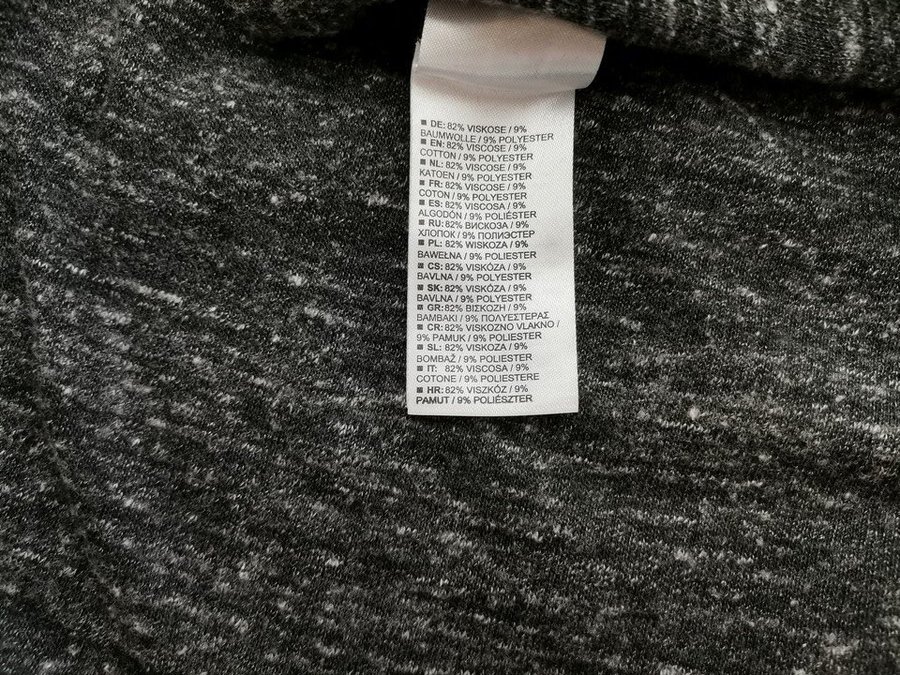 ■ DE: 82% VISKOSE / 9%
BAUMWOLLE / 9% POLYESTER
■ EN: 82% VISCOSE / 9%
COTTON / 9% POLYESTER
■ NL: 82% VISCOSE / 9%
KATOEN / 9% POLYESTER
■ FR: 82% VISCOSE / 9%
COTON / 9% POLYESTER
■ ES: 82% VISCOSA / 9%
ALGODÓN / 9% POLIÉSTER
■ RU: 82% ВИСКОЗА / 9%
ХЛОПОК / 9% ПОЛИЭСТЕР
■ PL: 82% WISKOZA / 9%
BAWEŁNA / 9% POLIESTER
■ CS: 82% VISKÓZA / 9%
BAVLNA / 9% POLYESTER
■ SK: 82% VISKÓZA / 9%
BAVLNA / 9% POLYESTER
■ GR: 82% ΒΙΣΚΟΖΗ / 9%
ΒΑΜΒΑΚΙ / 9% ΠΟΛΥΕΣΤΕΡΑΣ
■ CR: 82% VISKOZNO VLAKNO /
9% PAMUK / 9% POLIESTER
■ SL: 82% VISKOZA / 9%
BOMBAŽ / 9% POLIESTER
■ IT: 82% VISCOSA / 9%
COTONE / 9% POLIESTERE
■ HR: 82% VISZKÓZ / 9%
PAMUT / 9% POLIÉSZTER